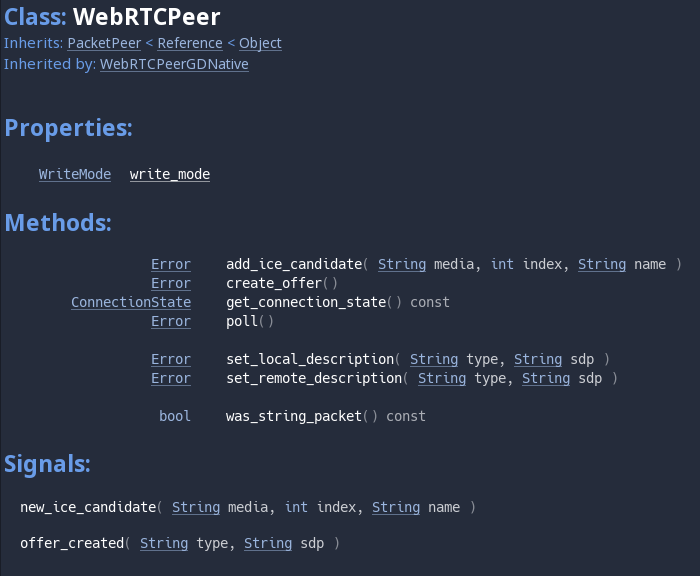 Class: WebRTCPeer
Inherits: PacketPeer < Reference < Object
Inherited by: WebRTCPeerGDNative
Properties:
WriteMode write_mode
Methods:
Error add_ice_candidate( String media, int index, String name )
Error create_offer()
ConnectionState get_connection_state() const
Error poll()
Error set_local_description( String type, String sdp )
Error set_remote_description( String type, String sdp )
bool was_string_packet() const
Signals:
new_ice_candidate( String media, int index, String name )
offer_created( String type, String sdp )